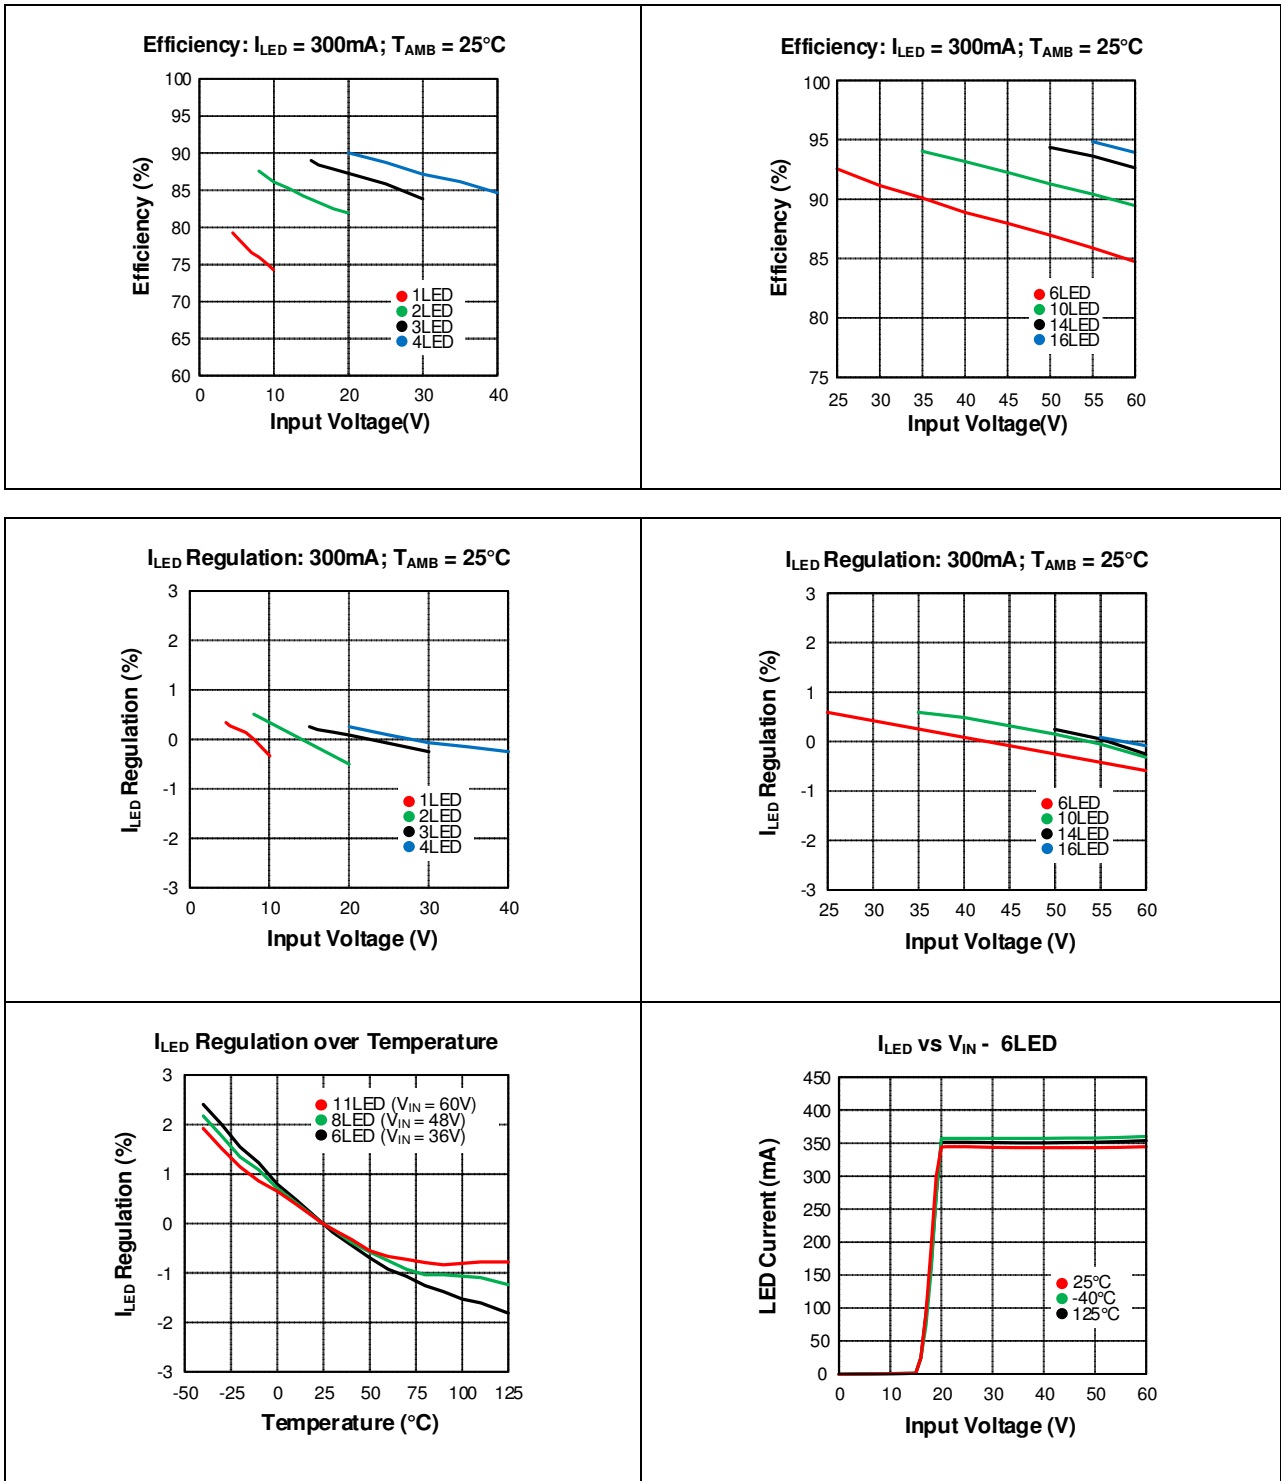 Efficiency: ILED = 300mA; TAMB = 25°C
Efficiency (%)
100
95
90
85
80
75
70
65
60
0 10 20 30 40
Input Voltage(V)
1LED
2LED
3LED
4LED
Efficiency: ILED = 300mA; TAMB = 25°C
Efficiency (%)
100
95
90
85
80
75
25 30 35 40 45 50 55 60
Input Voltage(V)
6LED
10LED
14LED
16LED
ILED Regulation: 300mA; TAMB = 25°C
ILED Regulation (%)
3
2
1
0
-1
-2
-3
0 10 20 30 40
Input Voltage (V)
1LED
2LED
3LED
4LED
ILED Regulation: 300mA; TAMB = 25°C
ILED Regulation (%)
3
2
1
0
-1
-2
-3
25 30 35 40 45 50 55 60
Input Voltage (V)
6LED
10LED
14LED
16LED
ILED Regulation over Temperature
ILED Regulation (%)
3
2
1
0
-1
-2
-3
-50 -25 0 25 50 75 100 125
Temperature (°C)
11LED (VIN = 60V)
8LED (VIN = 48V)
6LED (VIN = 36V)
ILED vs VIN - 6LED
LED Current (mA)
450
400
350
300
250
200
150
100
50
0
0 10 20 30 40 50 60
Input Voltage (V)
25°C
-40°C
125°C